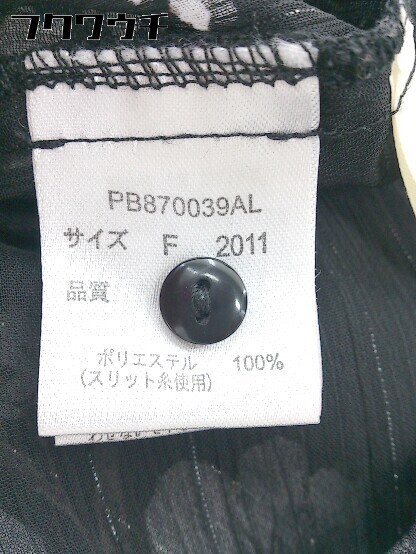 フクウウチ
PB870039AL
サイズ F 2011
品質
ポリエステル 100%
(スリット糸使用)